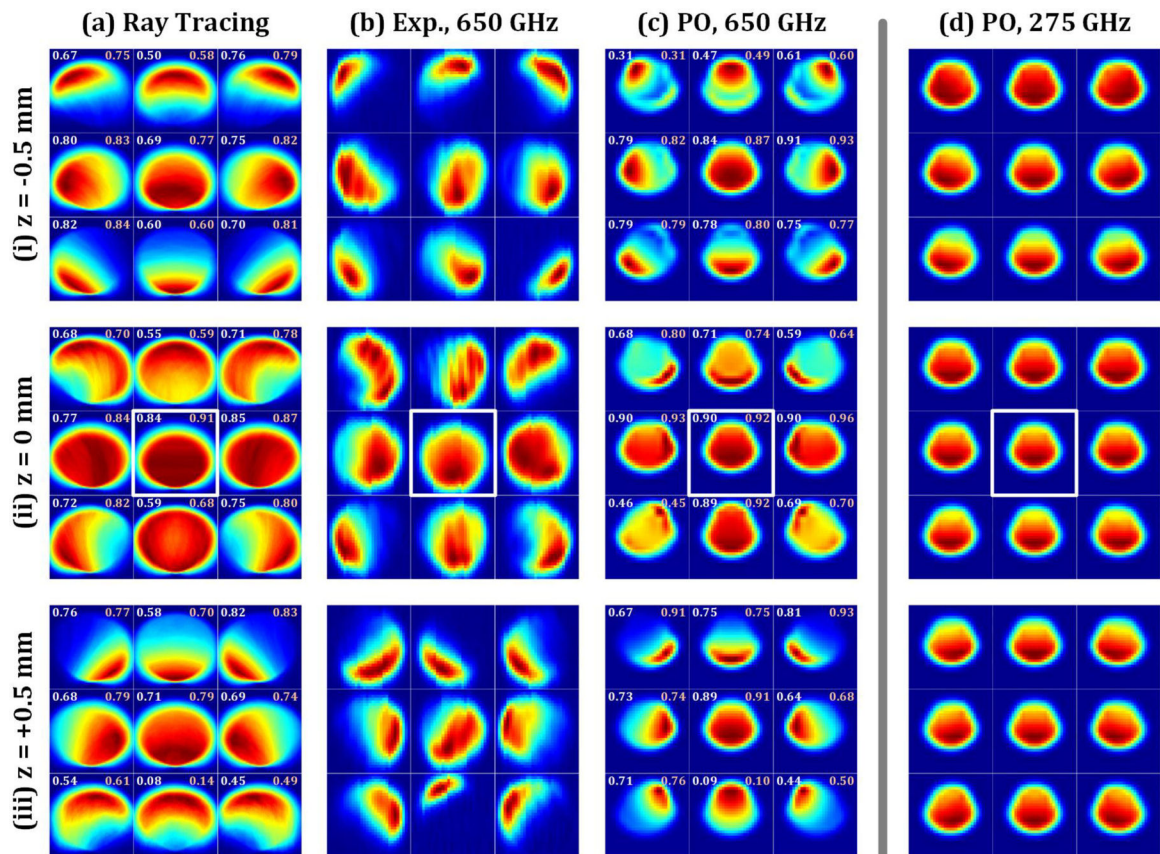 (a) Ray Tracing (b) Exp., 650 GHz (c) PO, 650 GHz (d) PO, 275 GHz
(i) z = -0.5 mm
0.67 0.75 0.50 0.58 0.76 0.79 0.31 0.31 0.47 0.49 0.61 0.60
0.80 0.83 0.69 0.77 0.75 0.82 0.79 0.82 0.84 0.87 0.91 0.93
0.82 0.84 0.60 0.60 0.70 0.81 0.79 0.79 0.78 0.80 0.75 0.77
(ii) z = 0 mm
0.68 0.70 0.55 0.59 0.71 0.78 0.68 0.80 0.71 0.74 0.59 0.64
0.77 0.84 0.84 0.91 0.85 0.87 0.90 0.93 0.90 0.92 0.90 0.96
0.72 0.82 0.59 0.68 0.75 0.80 0.46 0.45 0.89 0.92 0.69 0.70
(iii) z = +0.5 mm
0.76 0.77 0.58 0.70 0.82 0.83 0.67 0.91 0.75 0.75 0.81 0.93
0.68 0.79 0.71 0.79 0.69 0.74 0.73 0.74 0.89 0.91 0.64 0.68
0.54 0.61 0.08 0.14 0.45 0.49 0.71 0.76 0.09 0.10 0.44 0.50